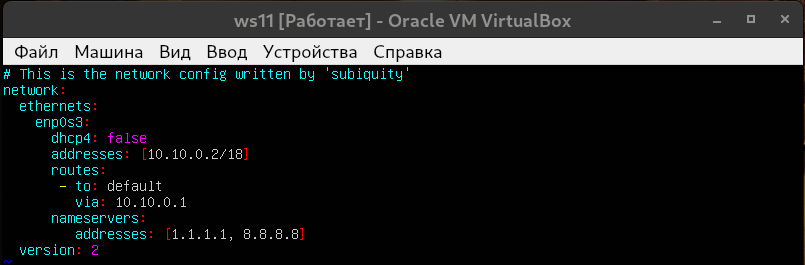 ws11 [Работает] - Oracle VM VirtualBox
Файл Машина Вид Ввод Устройства Справка
# This is the network config written by 'subiquity'
network:
  ethernets:
    enp0s3:
      dhcp4: false
      addresses: [10.10.0.2/18]
      routes:
       - to: default
         via: 10.10.0.1
      nameservers:
         addresses: [1.1.1.1, 8.8.8.8]
  version: 2
~